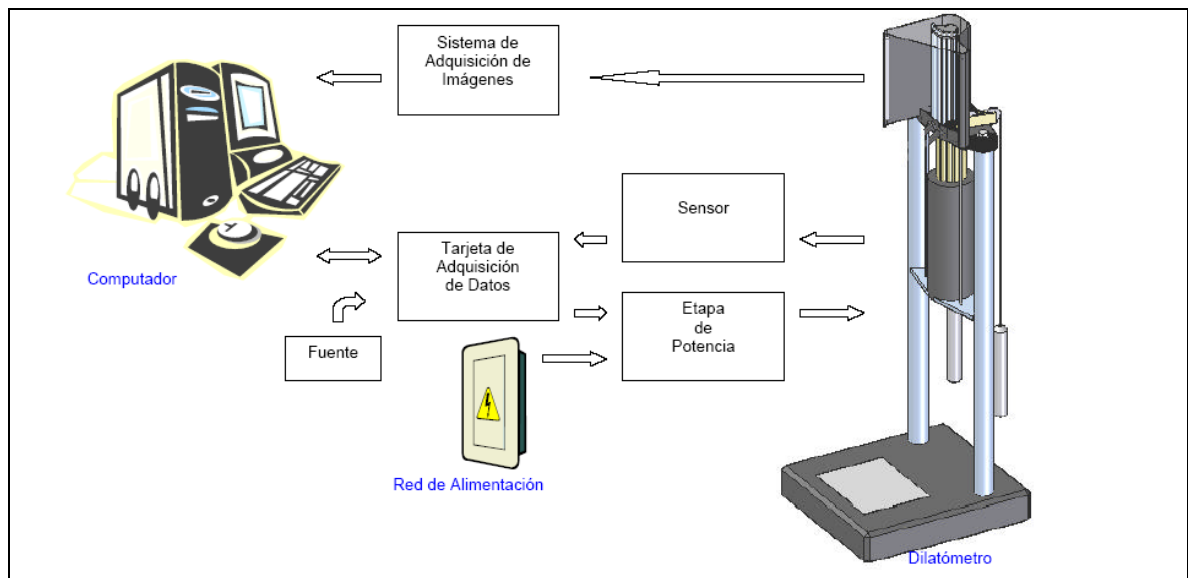 Sistema de
Adquisición de
Imágenes
Sensor
Tarjeta de
Adquisición
de Datos
Computador
Etapa
de
Potencia
Fuente
Red de Alimentación
Dilatómetro